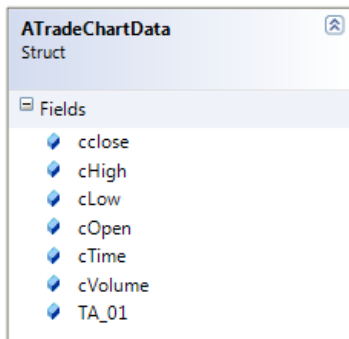 ATradeChartData
Struct
Fields
cclose
cHigh
cLow
cOpen
cTime
cVolume
TA_01